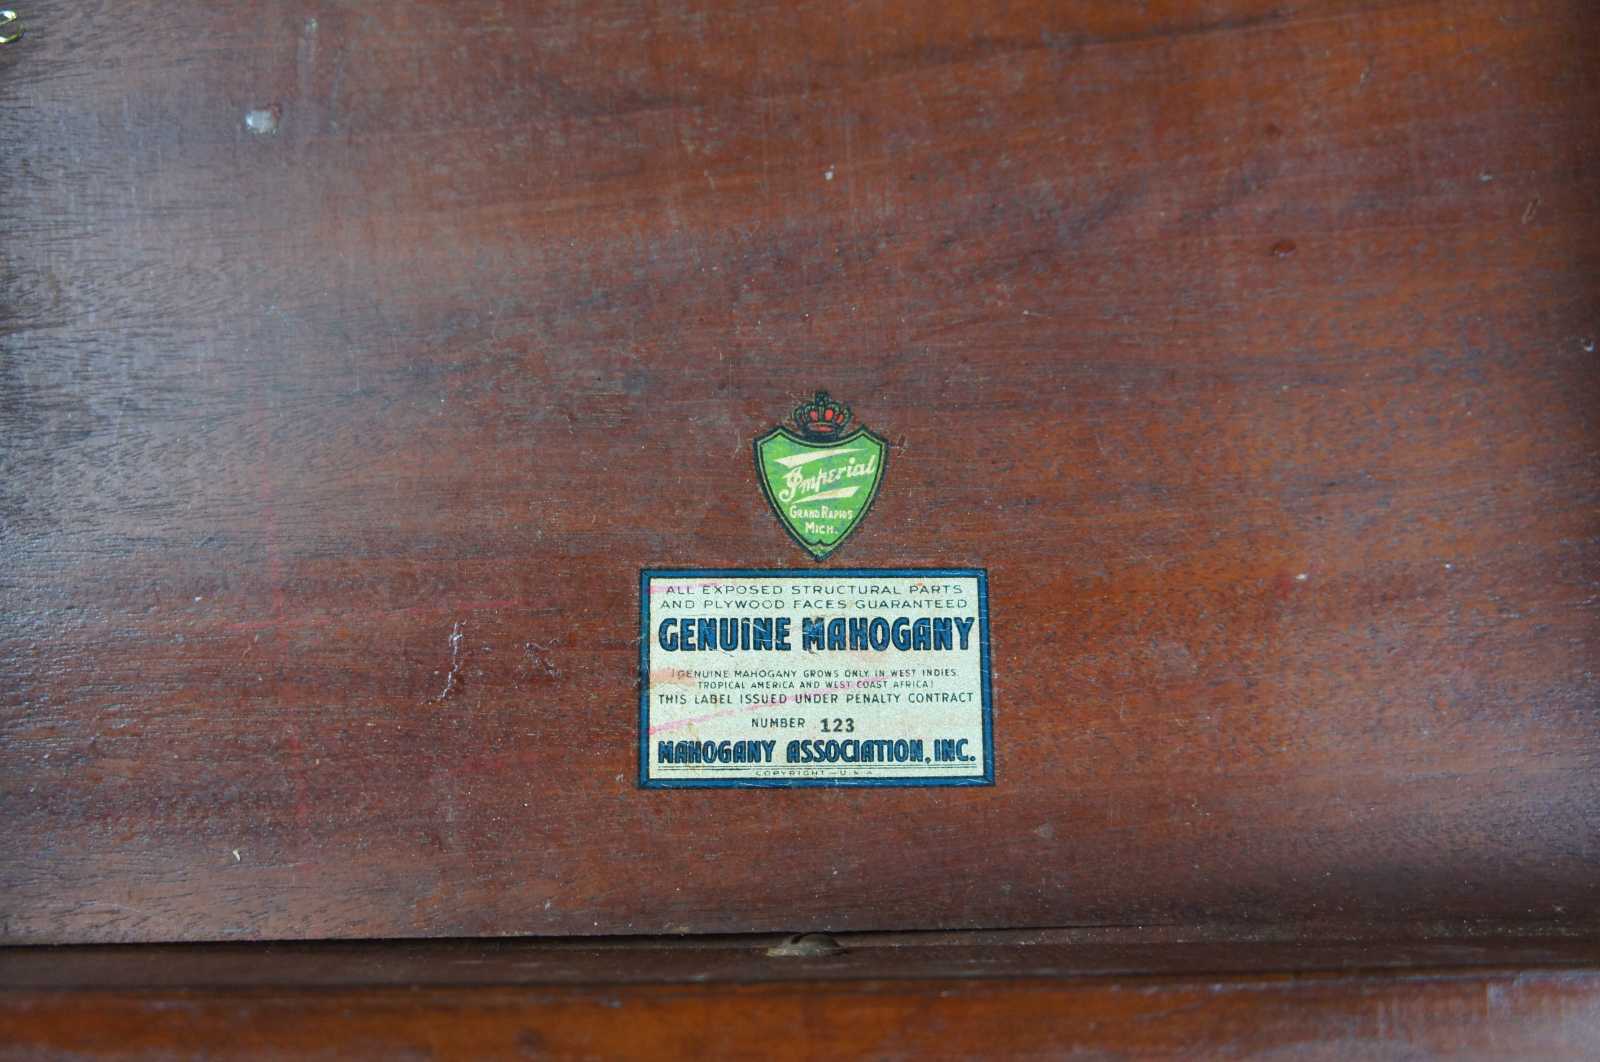 Imperial
GRAND RAPIDS
MICH.
ALL EXPOSED STRUCTURAL PARTS
AND PLYWOOD FACES GUARANTEED
GENUINE MAHOGANY
(GENUINE MAHOGANY GROWS ONLY IN WEST INDIES
TROPICAL AMERICA AND WEST COAST AFRICA)
THIS LABEL ISSUED UNDER PENALTY CONTRACT
NUMBER 123
MAHOGANY ASSOCIATION, INC.
COPYRIGHT - U.S.A.